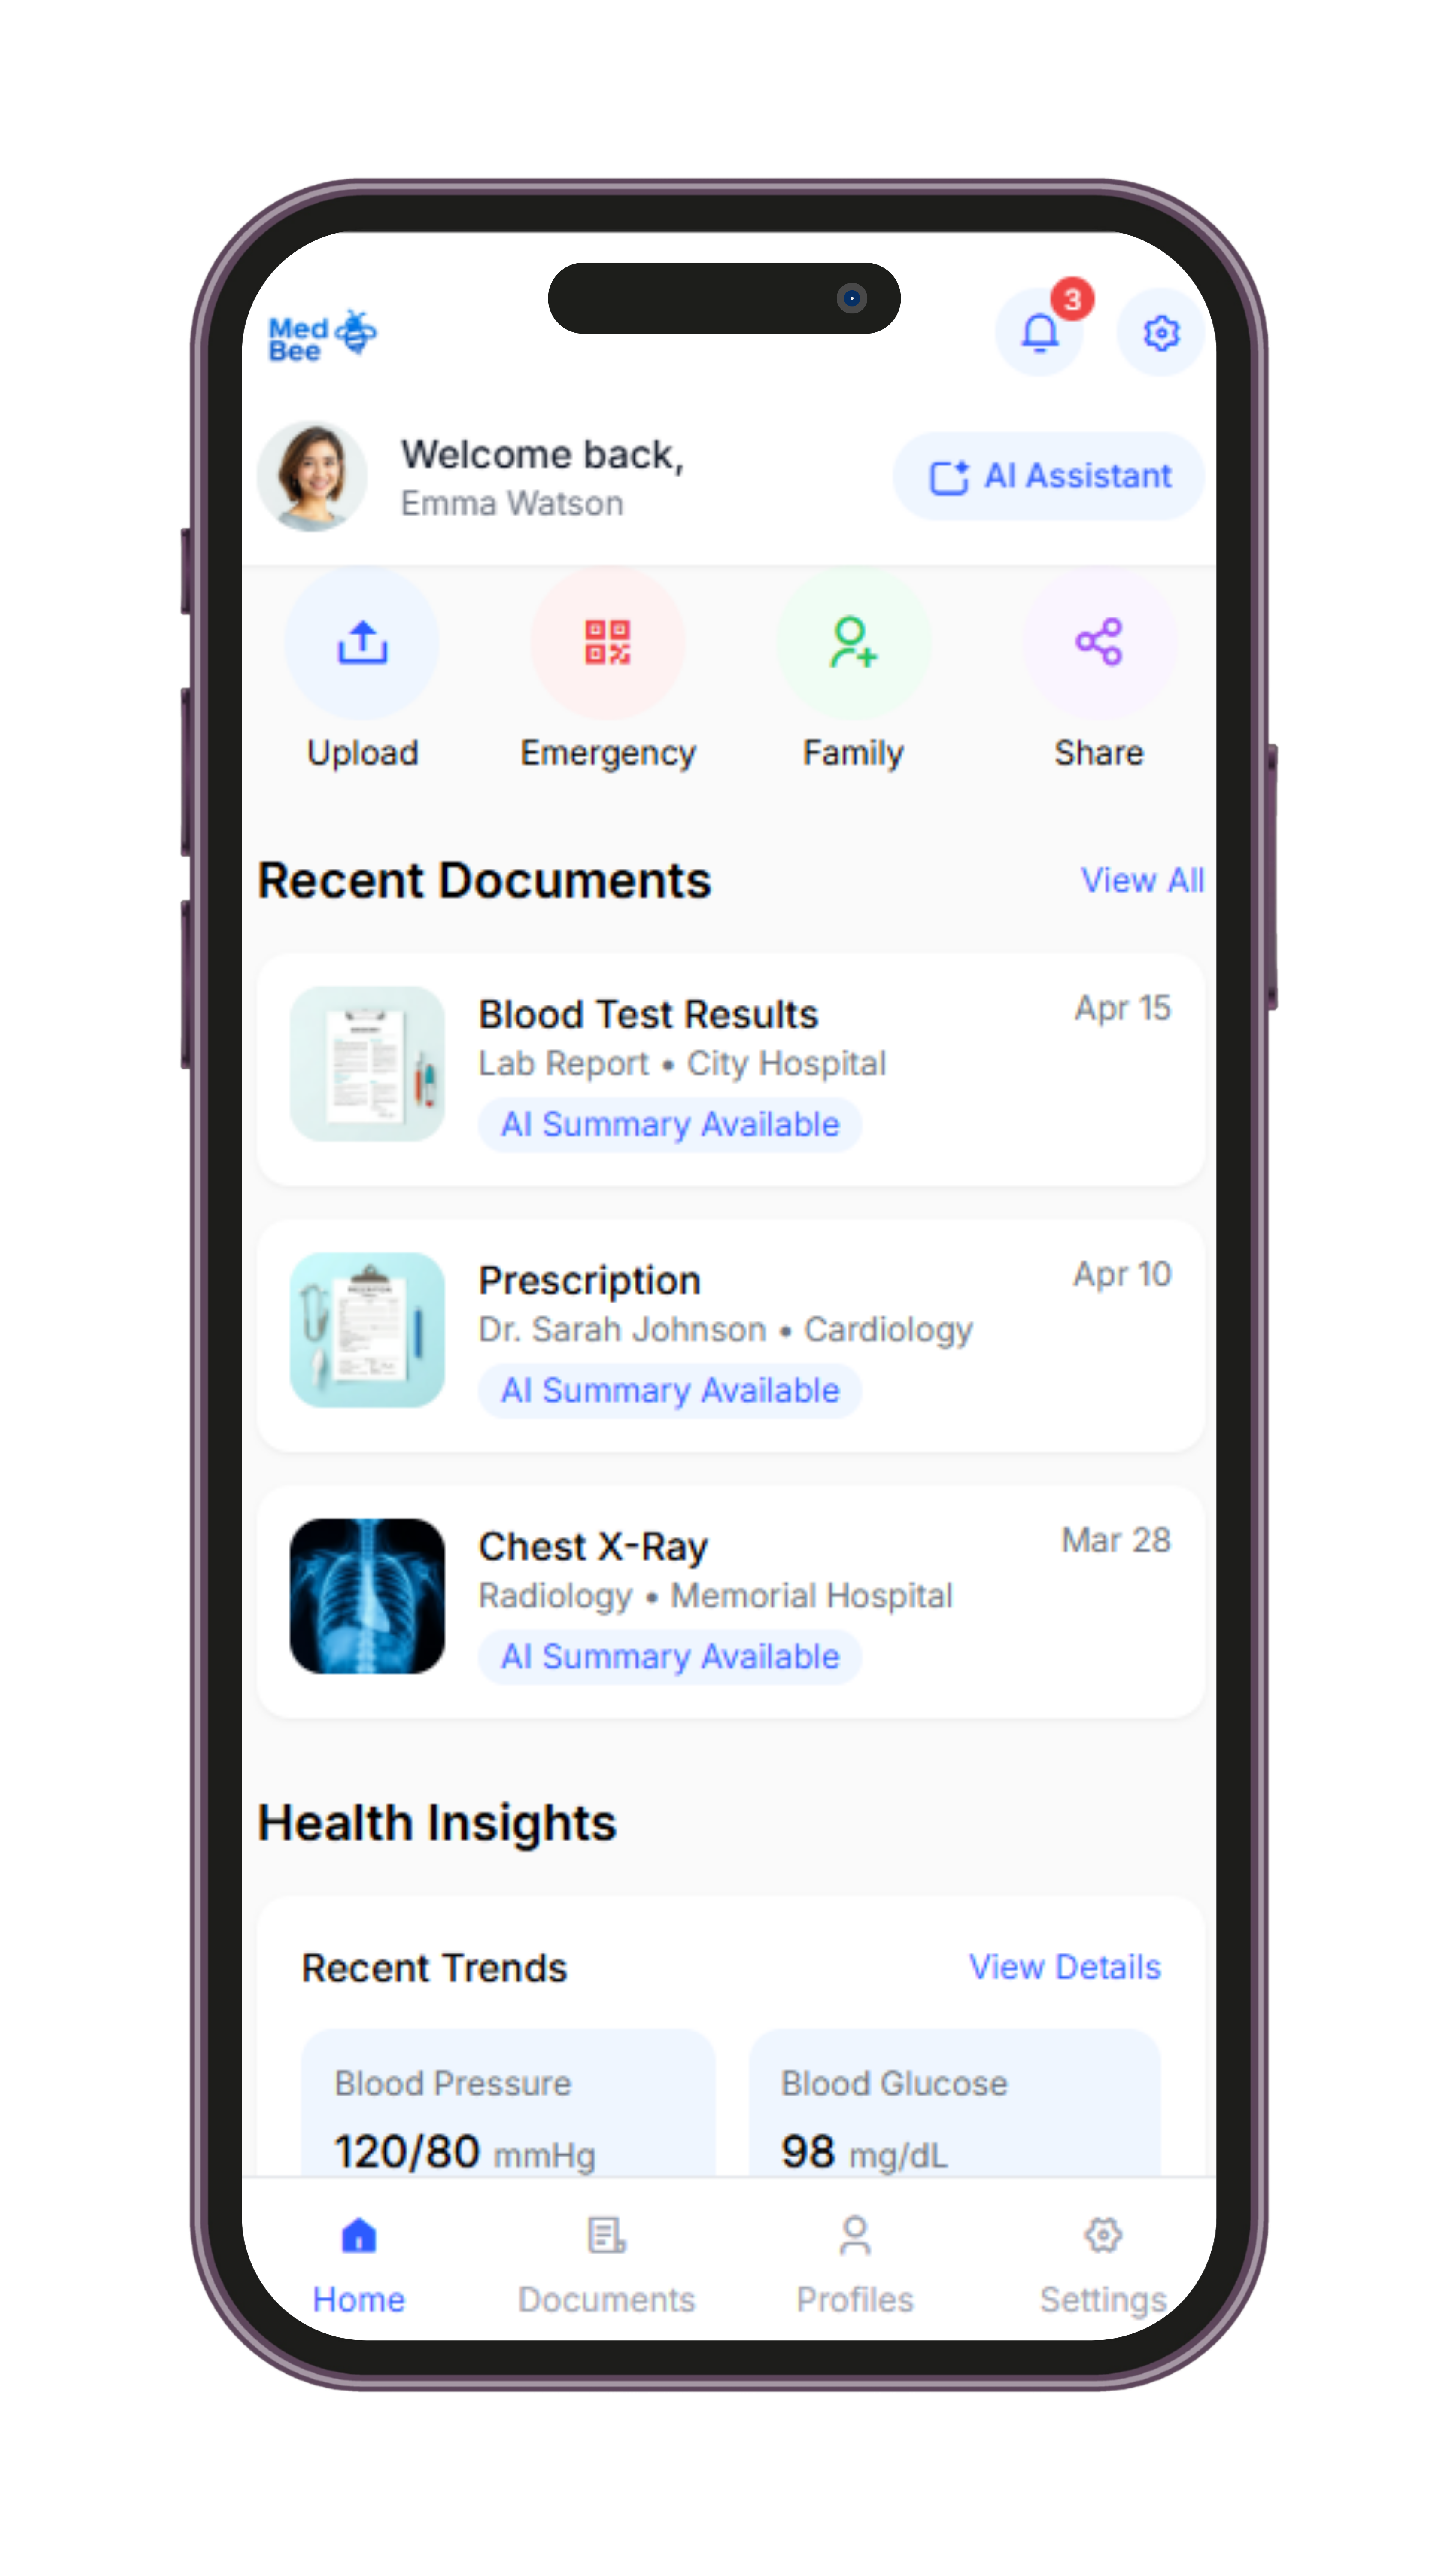 Med
Bee
3
Welcome back,
Emma Watson
AI Assistant
Upload
Emergency
Family
Share
Recent Documents
View All
Blood Test Results
Apr 15
Lab Report • City Hospital
AI Summary Available
Prescription
Apr 10
Dr. Sarah Johnson • Cardiology
AI Summary Available
Chest X-Ray
Mar 28
Radiology • Memorial Hospital
AI Summary Available
Health Insights
Recent Trends
View Details
Blood Pressure
Blood Glucose
120/80 mmHg
98 mg/dL
Home
Documents
Profiles
Settings